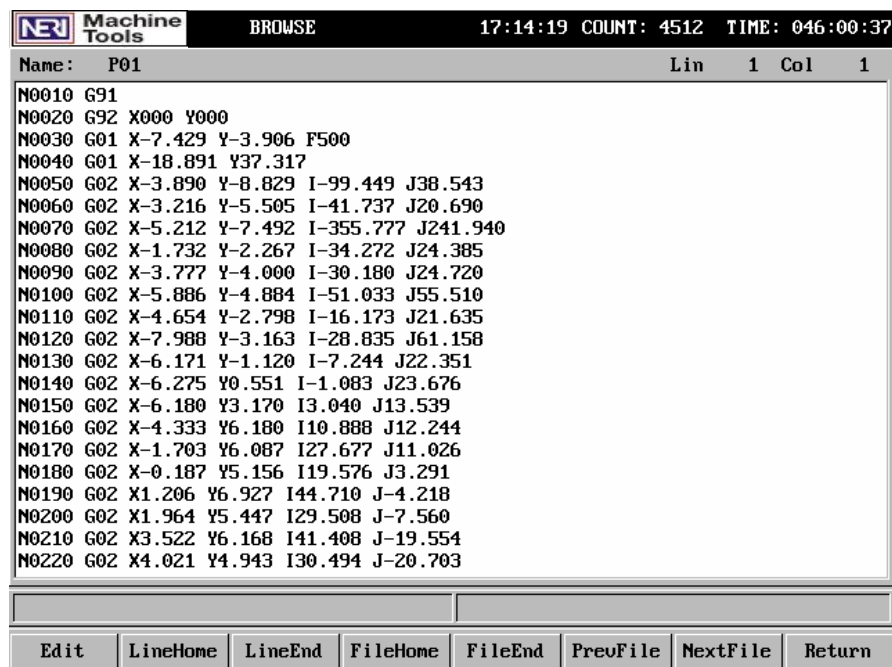 NERI Machine Tools BROWSE 17:14:19 COUNT: 4512 TIME: 046:00:37
Name: P01 Lin 1 Col 1
N0010 G91
N0020 G92 X000 Y000
N0030 G01 X-7.429 Y-3.906 F500
N0040 G01 X-18.891 Y37.317
N0050 G02 X-3.890 Y-8.829 I-99.449 J38.543
N0060 G02 X-3.216 Y-5.505 I-41.737 J20.690
N0070 G02 X-5.212 Y-7.492 I-355.777 J241.940
N0080 G02 X-1.732 Y-2.267 I-34.272 J24.385
N0090 G02 X-3.777 Y-4.000 I-30.180 J24.720
N0100 G02 X-5.886 Y-4.884 I-51.033 J55.510
N0110 G02 X-4.654 Y-2.798 I-16.173 J21.635
N0120 G02 X-7.988 Y-3.163 I-28.835 J61.158
N0130 G02 X-6.171 Y-1.120 I-7.244 J22.351
N0140 G02 X-6.275 Y0.551 I-1.083 J23.676
N0150 G02 X-6.180 Y3.170 I3.040 J13.539
N0160 G02 X-4.333 Y6.180 I10.888 J12.244
N0170 G02 X-1.703 Y6.087 I27.677 J11.026
N0180 G02 X-0.187 Y5.156 I19.576 J3.291
N0190 G02 X1.206 Y6.927 I44.710 J-4.218
N0200 G02 X1.964 Y5.447 I29.508 J-7.560
N0210 G02 X3.522 Y6.168 I41.408 J-19.554
N0220 G02 X4.021 Y4.943 I30.494 J-20.703
Edit LineHome LineEnd FileHome FileEnd PrevFile NextFile Return